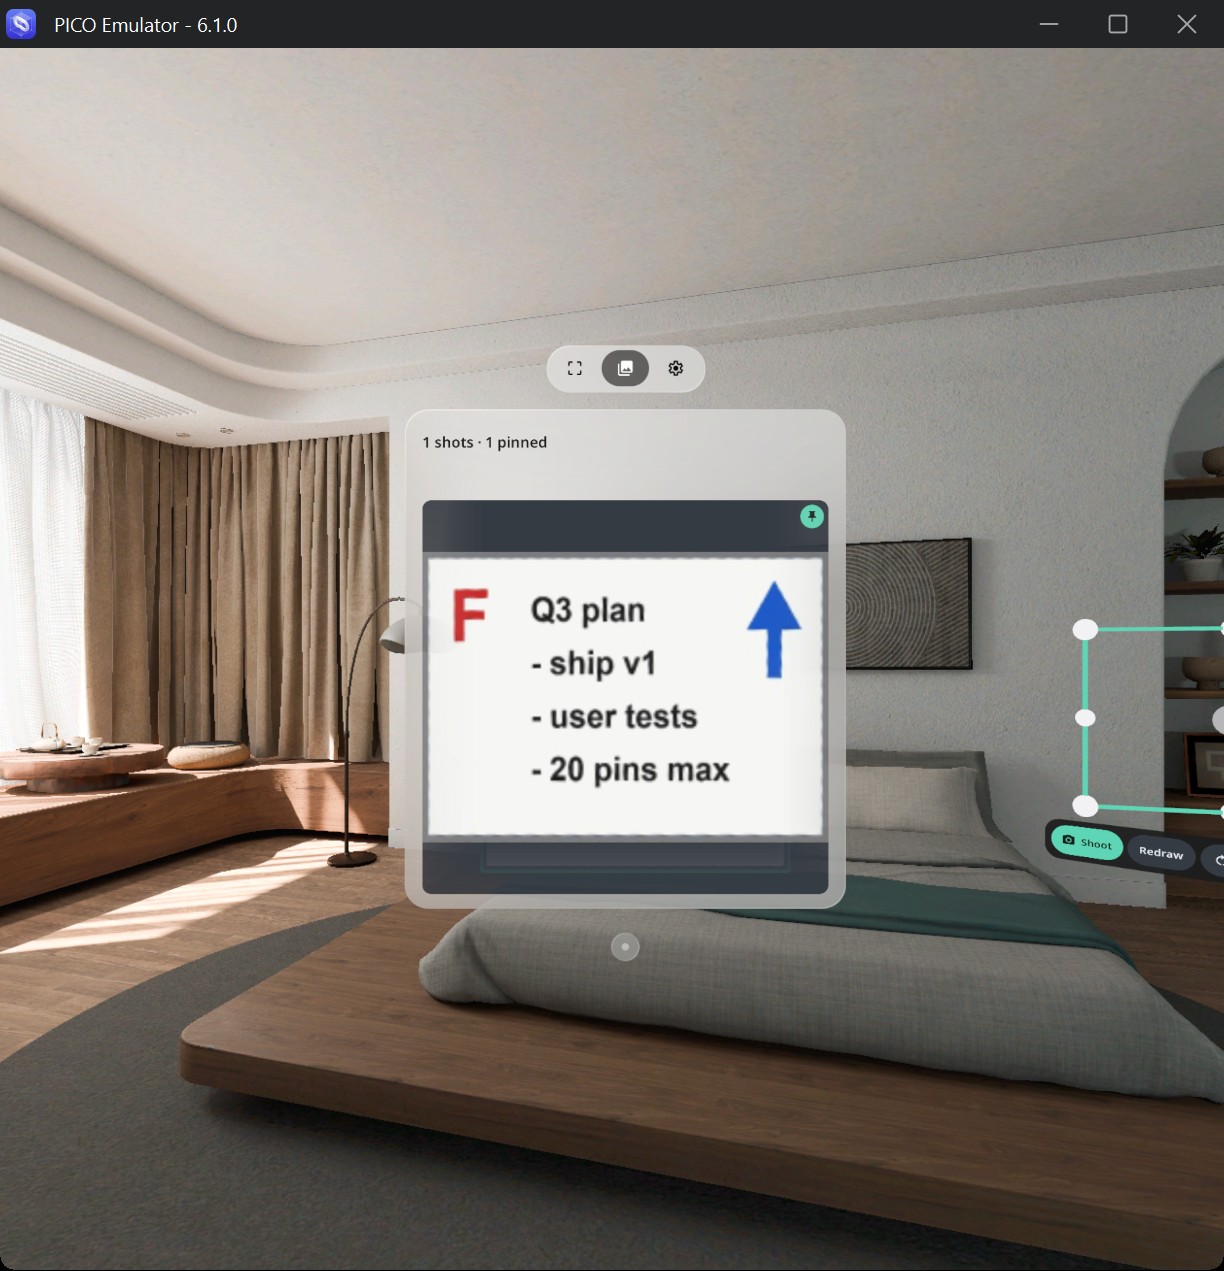 PICO Emulator - 6.1.0
1 shots · 1 pinned
F
Q3 plan
- ship v1
- user tests
- 20 pins max
Shoot
Redraw